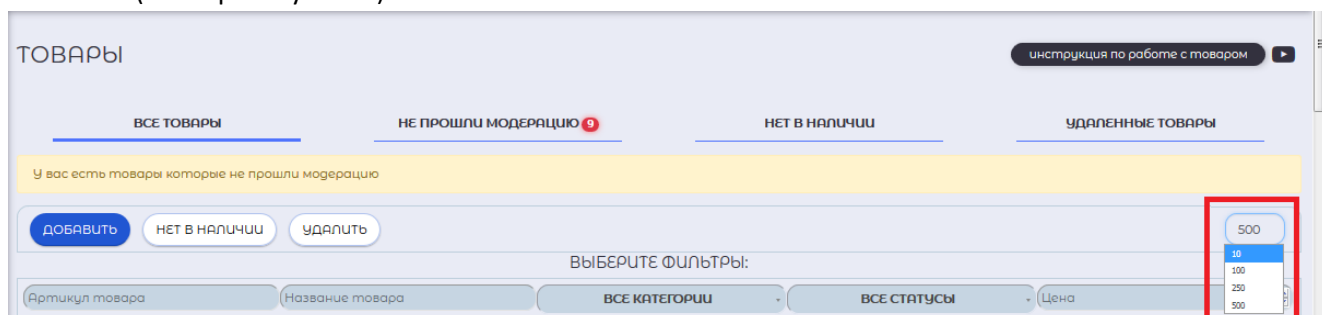 ТОВАРЫ
инструкция по работе с товаром
ВСЕ ТОВАРЫ НЕ ПРОШЛИ МОДЕРАЦИЮ 9 НЕТ В НАЛИЧИИ УДАЛЕННЫЕ ТОВАРЫ
У вас есть товары которые не прошли модерацию
ДОБАВИТЬ НЕТ В НАЛИЧИИ УДАЛИТЬ 500
10
ВЫБЕРИТЕ ФИЛЬТРЫ:
100
250
Артикул товара Название товара ВСЕ КАТЕГОРИИ ВСЕ СТАТУСЫ Цена
500